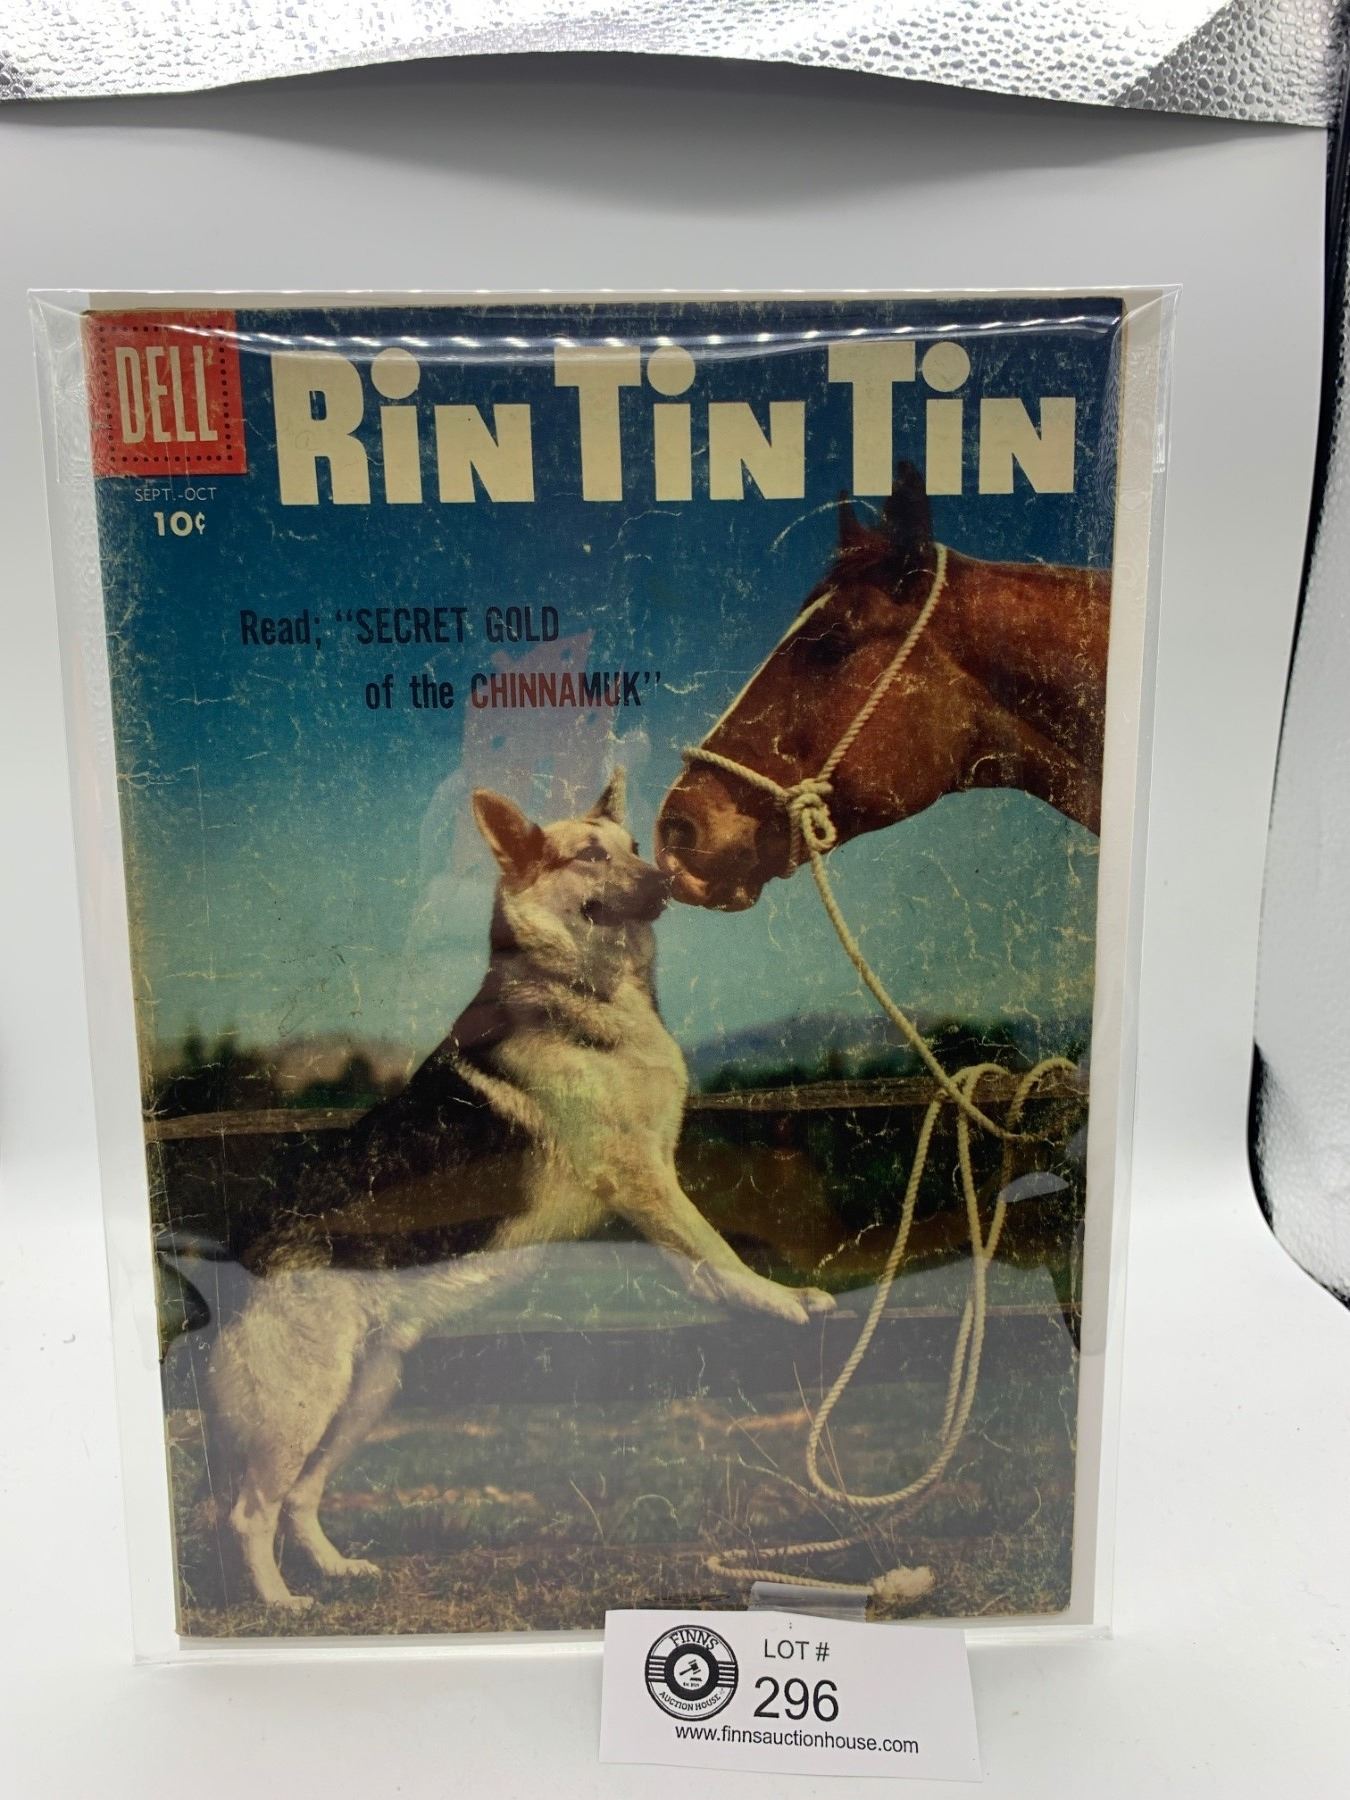 DELL
SEPT.-OCT
10¢
RIN TIN TIN
Read; "SECRET GOLD
of the CHINNAMUK"
FINNS
AUCTION HOUSE
LOT #
296
www.finnsauctionhouse.com